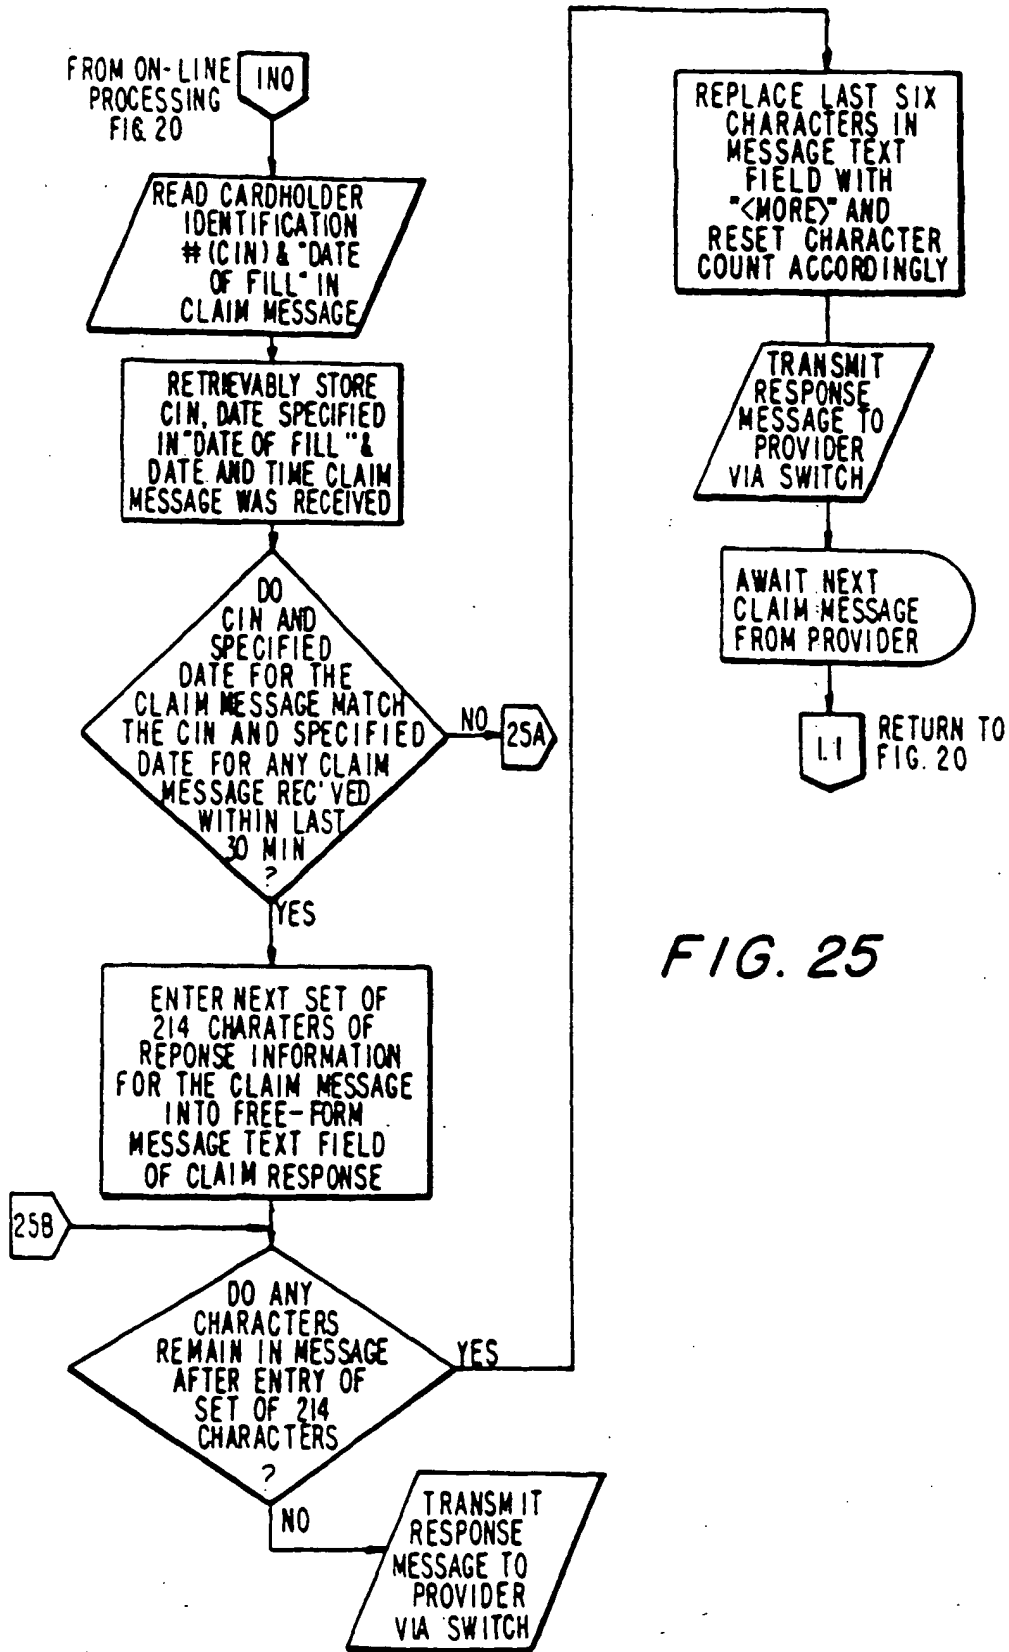 FROM ON-LINE
PROCESSING
FIG. 20
INQ
READ CARDHOLDER
IDENTIFICATION
# (CIN) & "DATE
OF FILL" IN
CLAIM MESSAGE
RETRIEVABLY STORE
CIN, DATE SPECIFIED
IN "DATE OF FILL" &
DATE AND TIME CLAIM
MESSAGE WAS RECEIVED
DO
CIN AND
SPECIFIED
DATE FOR THE
CLAIM MESSAGE MATCH
THE CIN AND SPECIFIED
DATE FOR ANY CLAIM
MESSAGE REC'VED
WITHIN LAST
30 MIN
?
NO
25A
YES
ENTER NEXT SET OF
214 CHARATERS OF
REPONSE INFORMATION
FOR THE CLAIM MESSAGE
INTO FREE-FORM
MESSAGE TEXT FIELD
OF CLAIM RESPONSE
25B
DO ANY
CHARACTERS
REMAIN IN MESSAGE
AFTER ENTRY OF
SET OF 214
CHARACTERS
?
YES
NO
TRANSMIT
RESPONSE
MESSAGE TO
PROVIDER
VIA SWITCH
REPLACE LAST SIX
CHARACTERS IN
MESSAGE TEXT
FIELD WITH
"<MORE>" AND
RESET CHARACTER
COUNT ACCORDINGLY
TRANSMIT
RESPONSE
MESSAGE TO
PROVIDER
VIA SWITCH
AWAIT NEXT
CLAIM MESSAGE
FROM PROVIDER
L1
RETURN TO
FIG. 20
FIG. 25